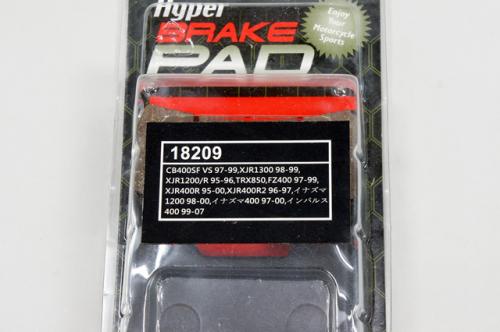 Hyper
BRAKE
PAD
Enjoy
Your
Motorcycle
Sports
18209
CB400SF VS 97-99,XJR1300 98-99,
XJR1200/R 95-96,TRX850,FZ400 97-99,
XJR400R 95-00,XJR400R2 96-97,イナズマ
1200 98-00,イナズマ400 97-00,インパルス
400 99-07